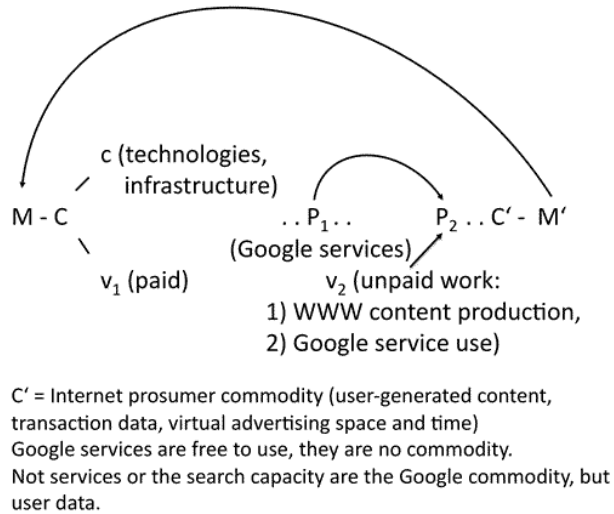 c (technologies,
infrastructure)
M - C . . P₁ . . P₂ . . C‘ - M‘
(Google services)
v₁ (paid) v₂ (unpaid work:
1) WWW content production,
2) Google service use)
C‘ = Internet prosumer commodity (user-generated content,
transaction data, virtual advertising space and time)
Google services are free to use, they are no commodity.
Not services or the search capacity are the Google commodity, but
user data.